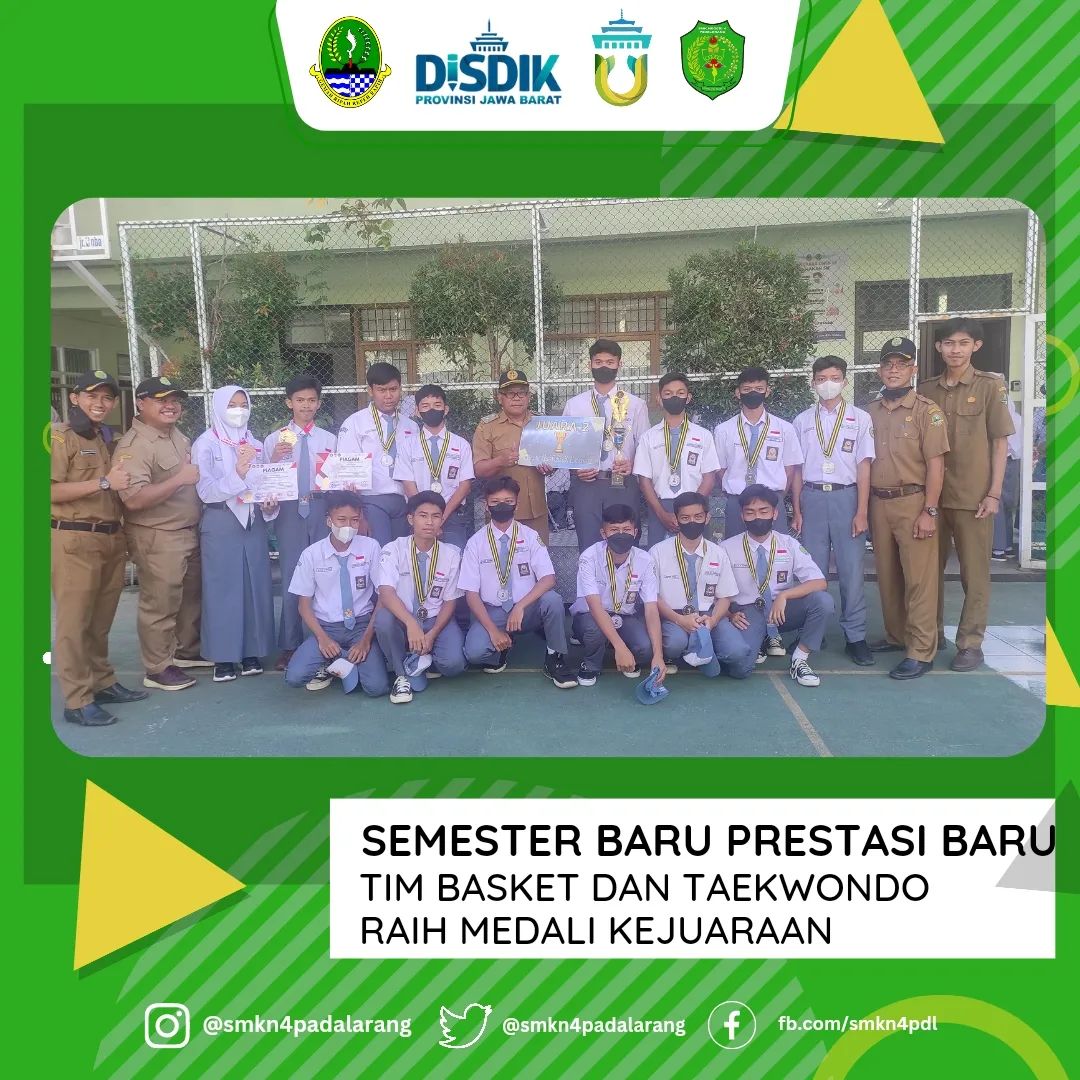 DISDIK
PROVINSI JAWA BARAT
JUARA-2
PIAGAM
PIAGAM
SEMESTER BARU PRESTASI BARU
TIM BASKET DAN TAEKWONDO
RAIH MEDALI KEJUARAAN
@smkn4padalarang
@smkn4padalarang
fb.com/smkn4pdl